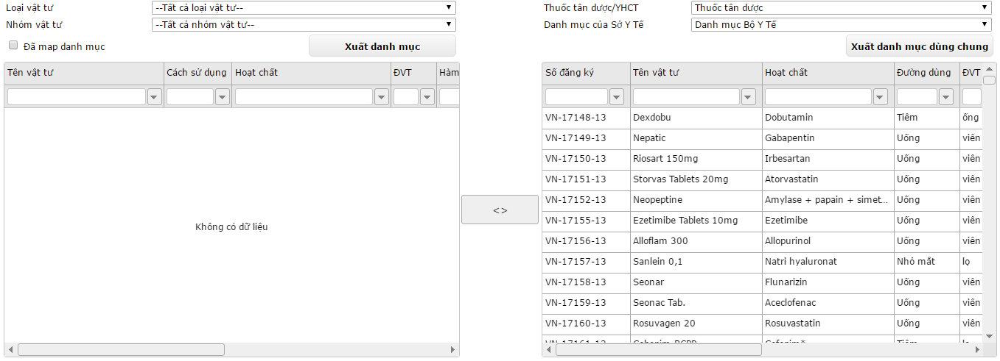 Loại vật tư --Tất cả loại vật tư-- Thuốc tân dược/YHCT Thuốc tân dược
Nhóm vật tư --Tất cả nhóm vật tư-- Danh mục của Sở Y Tế Danh mục Bộ Y Tế
Đã map danh mục Xuất danh mục Xuất danh mục dùng chung
Tên vật tư Cách sử dụng Hoạt chất ĐVT Hàm
Không có dữ liệu
<>
Số đăng ký Tên vật tư Hoạt chất Đường dùng ĐVT
VN-17148-13 Dexdobu Dobutamin Tiêm ống
VN-17149-13 Nepatic Gabapentin Uống viên
VN-17150-13 Riosart 150mg Irbesartan Uống viên
VN-17151-13 Storvas Tablets 20mg Atorvastatin Uống viên
VN-17152-13 Neopeptine Amylase + papain + simet... Uống viên
VN-17155-13 Ezetimibe Tablets 10mg Ezetimibe Uống viên
VN-17156-13 Alloflam 300 Allopurinol Uống viên
VN-17157-13 Sanlein 0,1 Natri hyaluronat Nhỏ mắt lọ
VN-17158-13 Seonar Flunarizin Uống viên
VN-17159-13 Seonac Tab. Aceclofenac Uống viên
VN-17160-13 Rosuvagen 20 Rosuvastatin Uống viên